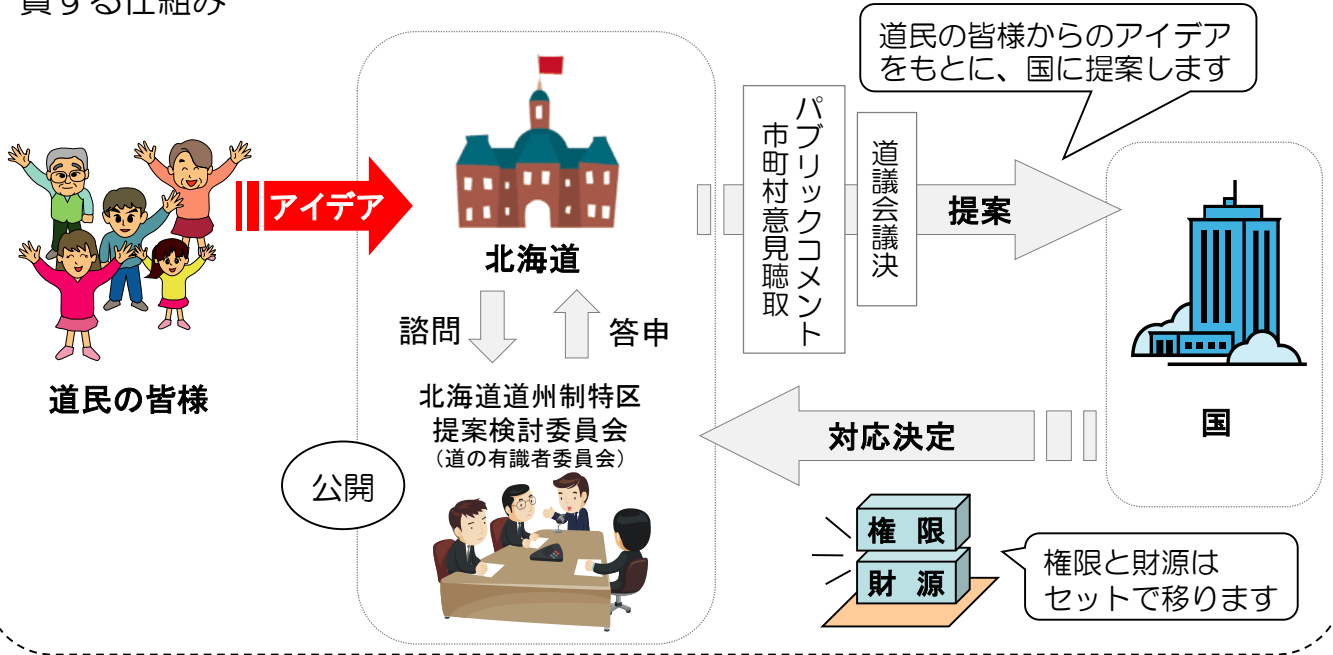 資する仕組み
道民の皆様からのアイデア
をもとに、国に提案します
アイデア
道民の皆様
北海道
諮問
答申
北海道道州制特区
提案検討委員会
（道の有識者委員会）
公開
パブリックコメント
市町村意見聴取
道議会議決
提案
国
対応決定
権 限
財 源
権限と財源は
セットで移ります